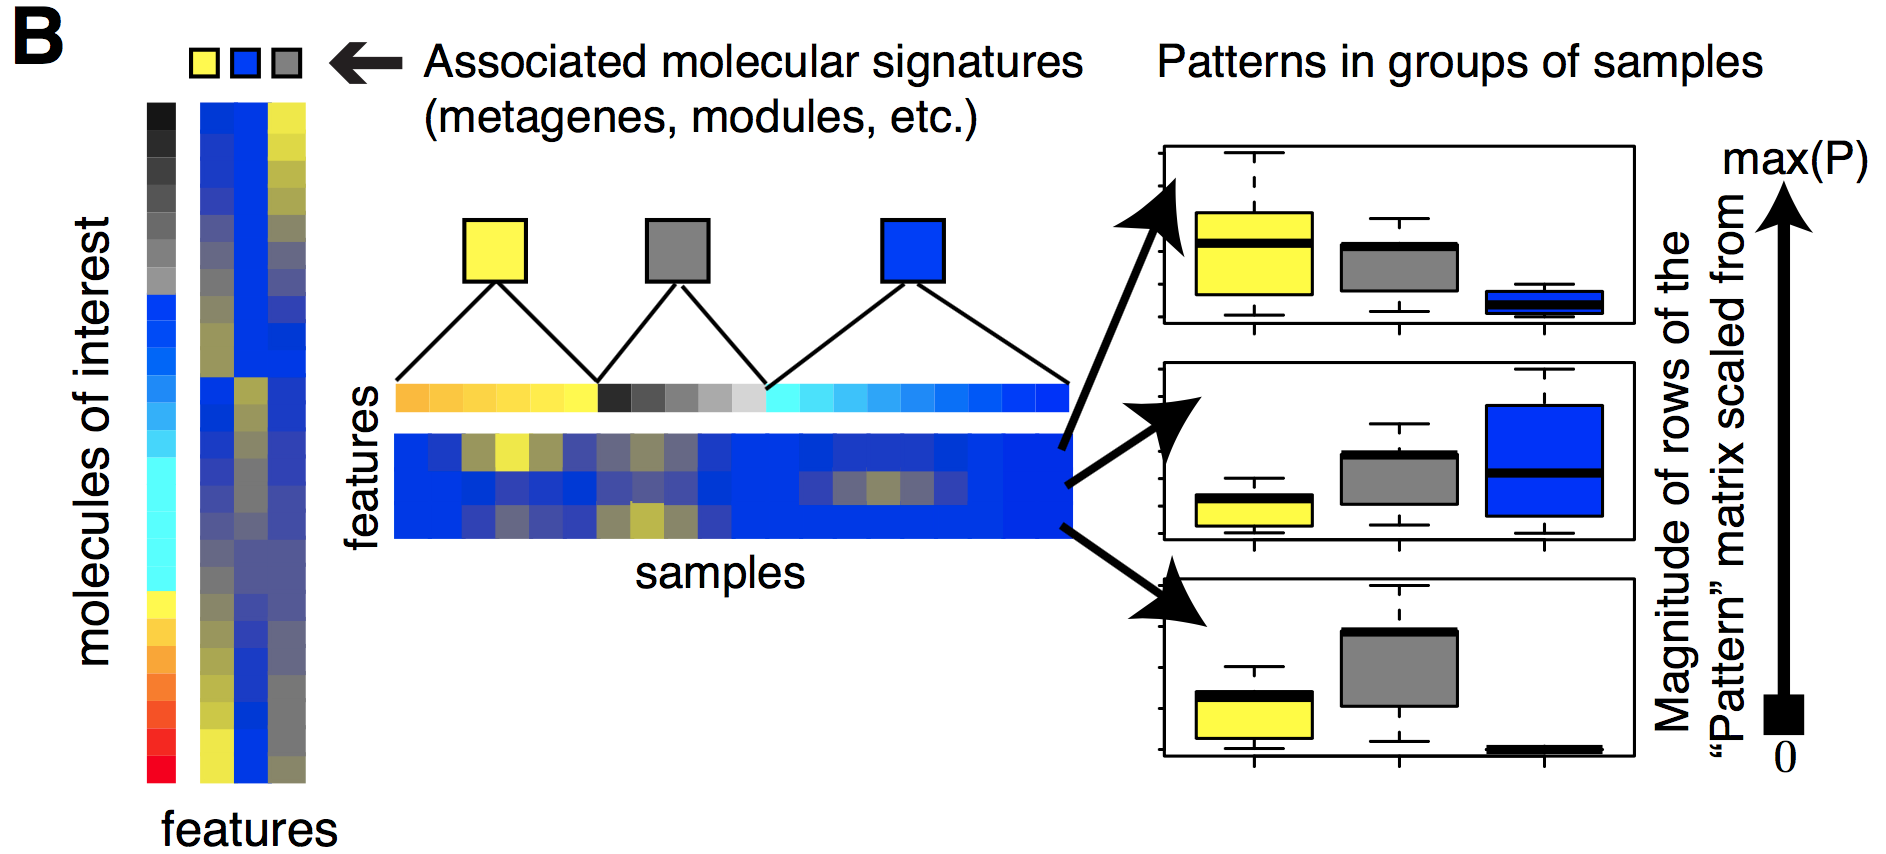 B
Associated molecular signatures
(metagenes, modules, etc.)
Patterns in groups of samples
molecules of interest
features
features
samples
Magnitude of rows of the
“Pattern” matrix scaled from
max(P)
0